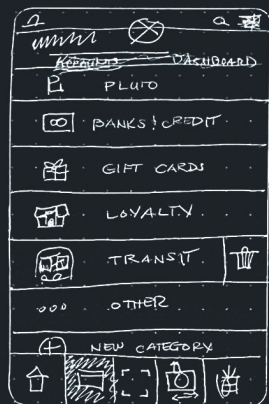 DASHBOARD
PLUTO
BANKS & CREDIT
GIFT CARDS
LOYALTY
TRANSIT
OTHER
NEW CATEGORY